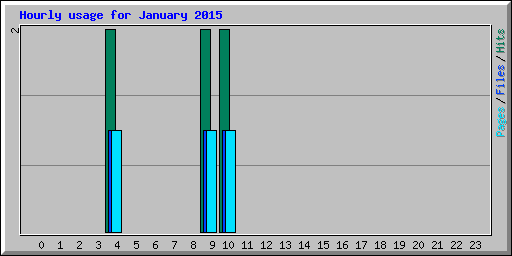 Hourly usage for January 2015
2
Pages/Files/Hits
0 1 2 3 4 5 6 7 8 9 10 11 12 13 14 15 16 17 18 19 20 21 22 23